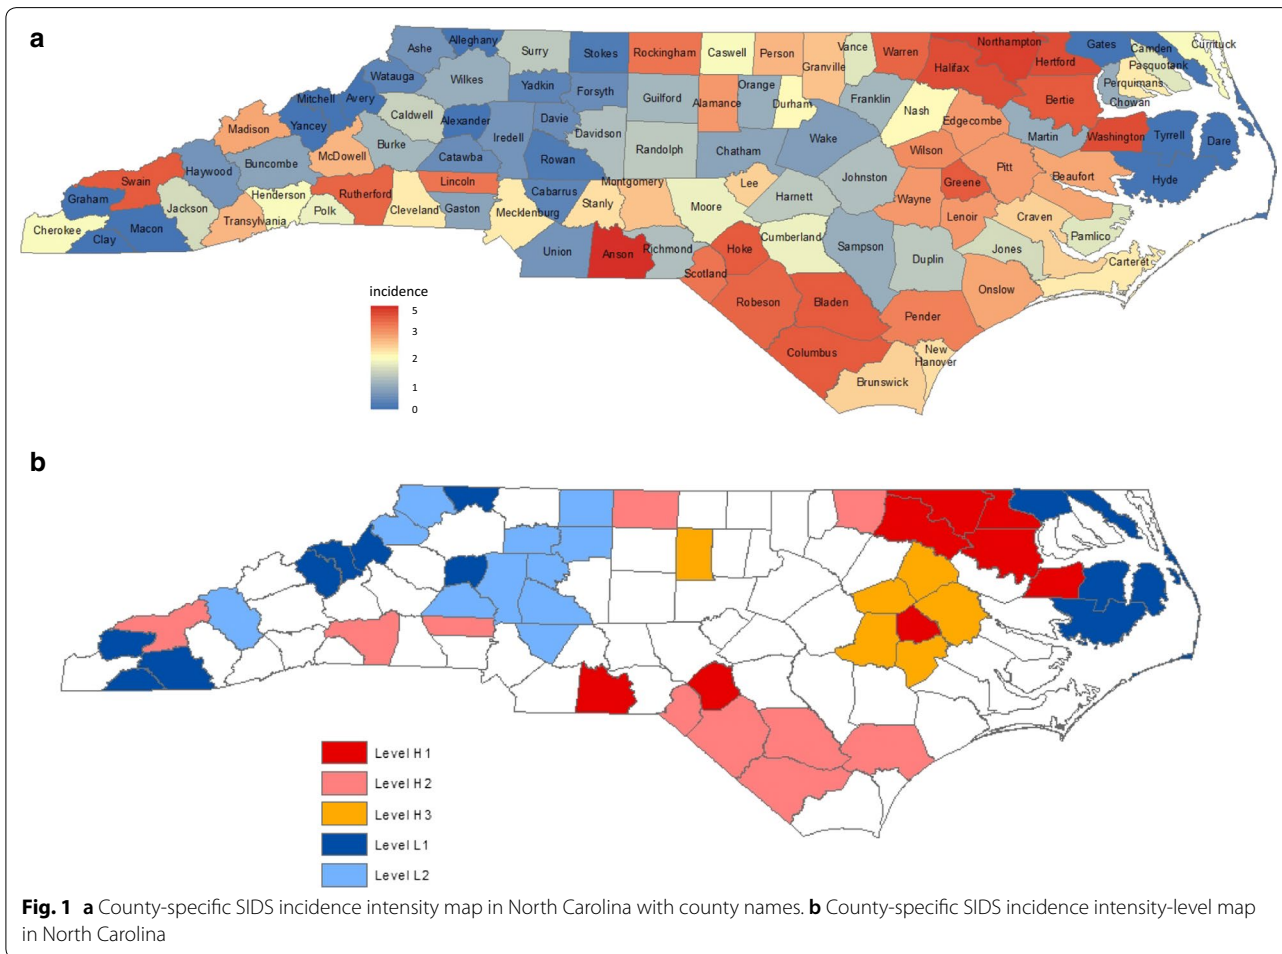 a
Ashe
Alleghany
Surry
Stokes
Rockingham
Caswell
Person
Granville
Vance
Warren
Northampton
Halifax
Hertford
Gates
Camden
Currituck
Pasquotank
Perquimans
Chowan
Watauga
Wilkes
Yadkin
Forsyth
Guilford
Alamance
Orange
Durham
Franklin
Nash
Edgecombe
Bertie
Martin
Washington
Tyrrell
Dare
Mitchell
Avery
Yancey
Madison
Caldwell
Alexander
Iredell
Davie
Davidson
Randolph
Chatham
Wake
Wilson
Pitt
Beaufort
Hyde
Burke
McDowell
Buncombe
Haywood
Swain
Graham
Catawba
Rowan
Lincoln
Rutherford
Henderson
Polk
Cleveland
Gaston
Cabarrus
Mecklenburg
Stanly
Montgomery
Moore
Lee
Harnett
Johnston
Wayne
Greene
Lenoir
Craven
Pamlico
Jones
Carteret
Cherokee
Clay
Macon
Jackson
Transylvania
Union
Anson
Richmond
Scotland
Hoke
Cumberland
Sampson
Duplin
Onslow
Robeson
Bladen
Pender
Columbus
Brunswick
New
Hanover
incidence
5
3
2
1
0
b
Level H1
Level H2
Level H3
Level L1
Level L2
Fig. 1 a County-specific SIDS incidence intensity map in North Carolina with county names. b County-specific SIDS incidence intensity-level map
in North Carolina